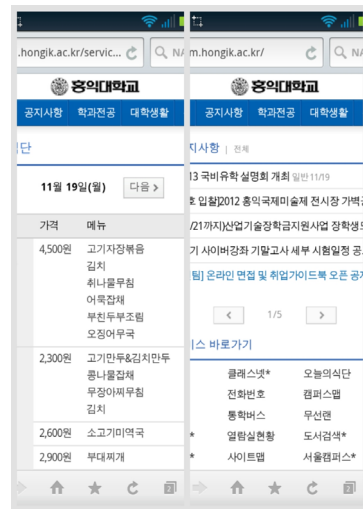 .hongik.ac.kr/servic...
홍익대학교
공지사항 학과전공 대학생활
식단
11월 19일(월)
다음 >
가격 메뉴
4,500원 고기자장볶음
김치
취나물무침
어묵잡채
부친두부조림
오징어무국
2,300원 고기만두&김치만두
콩나물잡채
무장아찌무침
김치
2,600원 소고기미역국
2,900원 부대찌개
m.hongik.ac.kr/
홍익대학교
공지사항 학과전공 대학생활
지사항 | 전체
13 국비유학 설명회 개최 일반 11/19
입찰]2012 홍익국제미술제 전시장 가벽
/21까지)산업기술장학금지원사업 장학생
기 사이버강좌 기말고사 세부 시험일정 공
팀] 온라인 면접 및 취업가이드북 오픈 공
< 1/5 >
스 바로가기
클래스넷* 오늘의식단
전화번호 캠퍼스맵
통학버스 무선랜
* 열람실현황 도서검색*
* 사이트맵 서울캠퍼스*